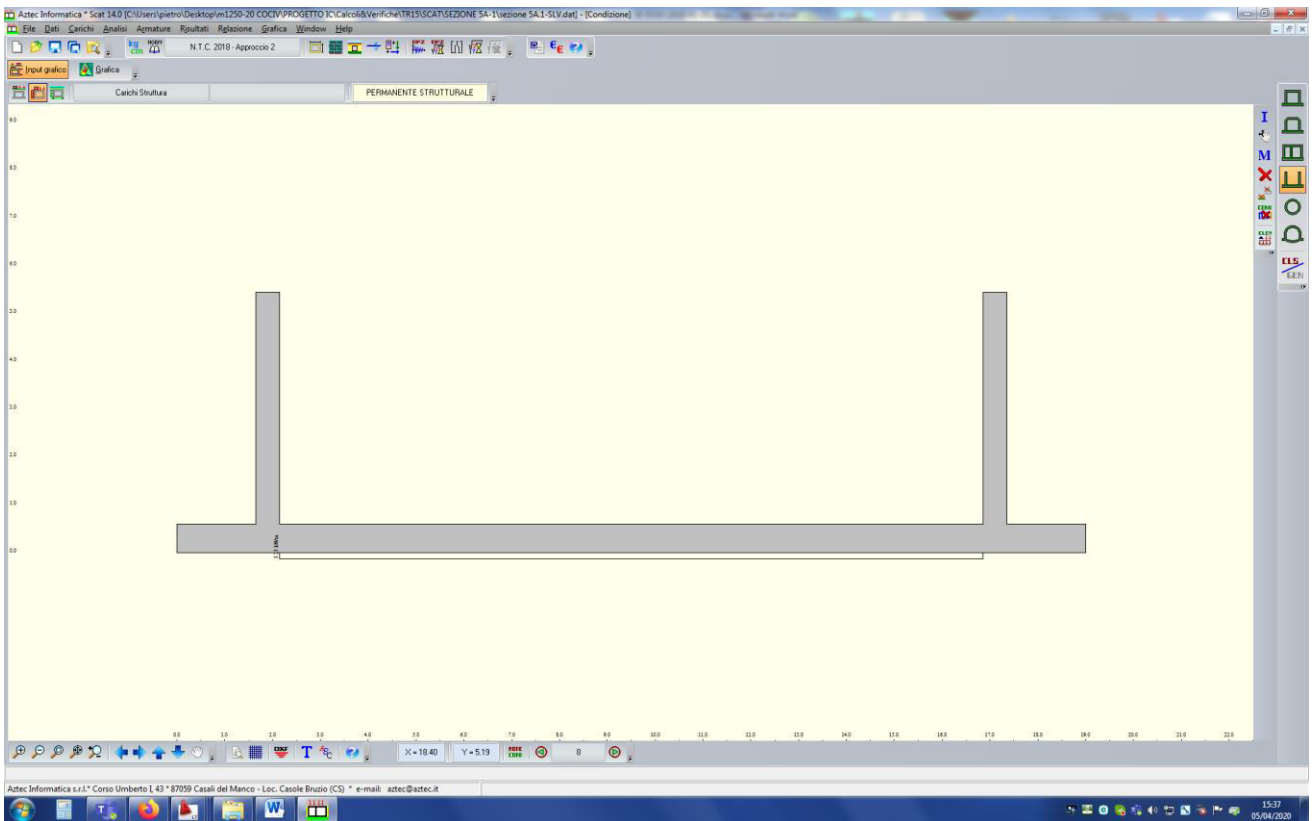 Aztec Informatica * Scat 14.0 [C:\Users\pietro\Desktop\m1250-20 COCIV\PROGETTO IC\Calcoli&Verifiche\TR15\SCAT\SEZIONE 5A-1\sezione 5A.1-SLV.dat] - [Condizione]
File Dati Carichi Analisi Armature Risultati Relazione Grafica Window Help
kg cm NORM N.T.C. 2018 - Approccio 2
Input grafico Grafica
Carichi Struttura PERMANENTE STRUTTURALE
9.0
I
8.0
M
7.0
6.0
CLS
GEN
5.0
4.0
3.0
2.0
1.0
0.0
0.0 1.0 2.0 3.0 4.0 5.0 6.0 7.0 8.0 9.0 10.0 11.0 12.0 13.0 14.0 15.0 16.0 17.0 18.0 19.0 20.0 21.0 22.0
DXF T X = 18.40 Y = 5.19 8
Aztec Informatica s.r.l.* Corso Umberto I, 43 * 87059 Casali del Manco - Loc. Casole Bruzio (CS) * e-mail: aztec@aztec.it
15:37
05/04/2020